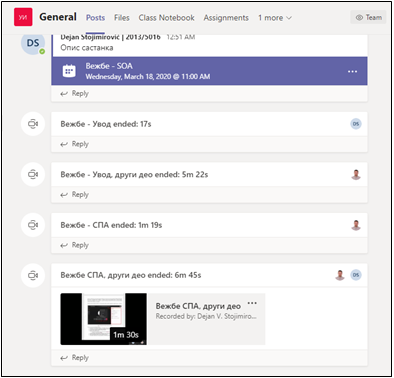 УИ General Posts Files Class Notebook Assignments 1 more Team
DS Dejan Stojimirović | 2013/5016 12:51 AM
Опис састанка
Вежбе - SOA
Wednesday, March 18, 2020 @ 11:00 AM
Reply
Вежбе - Увод ended: 17s DS
Reply
Вежбе - Увод, други део ended: 5m 22s
Reply
Вежбе - СПА ended: 1m 19s
Reply
Вежбе СПА, други део ended: 6m 45s DS
Вежбе СПА, други део ...
Recorded by: Dejan V. Stojimiro...
1m 30s
Reply